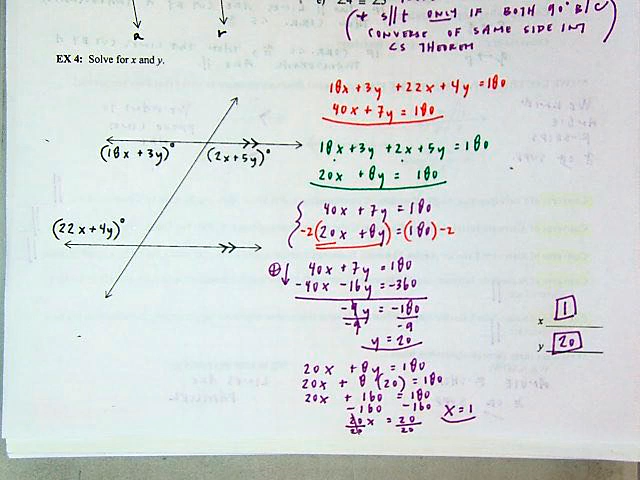 c) ∠4 ≅ ∠5
(* s||t ONLY IF BOTH 90° B/C
CONVERSE OF SAME SIDE INT
<S THEOREM
a
r
EX 4: Solve for x and y.
(18x + 3y)°
(2x + 5y)°
(22x + 4y)°
18x + 3y + 22x + 4y = 180
40x + 7y = 180
18x + 3y + 2x + 5y = 180
20x + 8y = 180
40x + 7y = 180
-2(20x + 8y) = (180)-2
⊕↓ 40x + 7y = 180
-40x - 16y = -360
-9y = -180
-9 -9
y = 20
20x + 8y = 180
20x + 8(20) = 180
20x + 160 = 180
-160 -160
20x = 20
20 20
x = 1
x 1
y 20